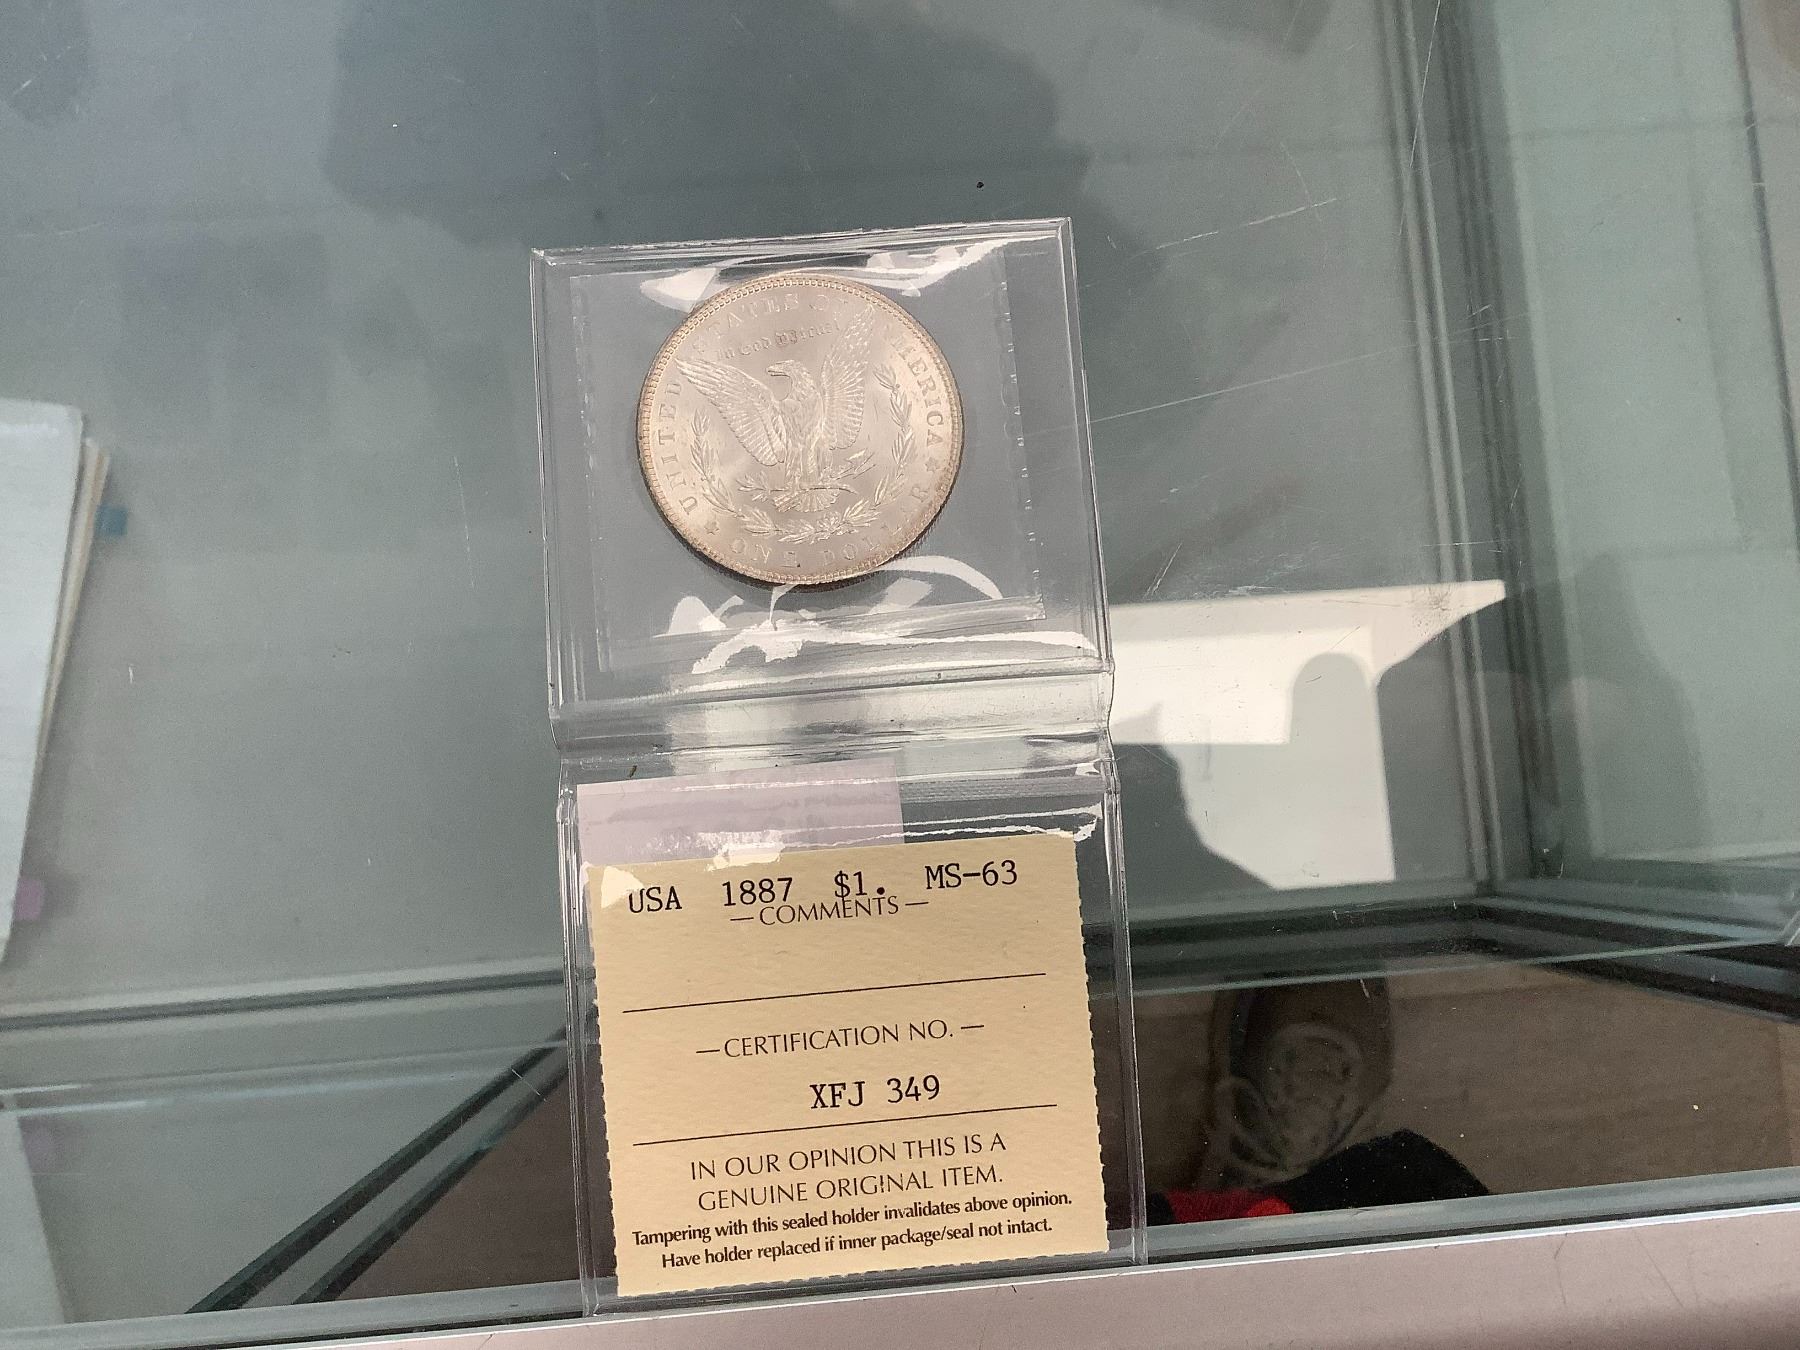 UNITED STATES OF AMERICA
In God We trust
ONE DOLLAR
USA 1887 $1. MS-63
— COMMENTS —
— CERTIFICATION NO. —
XFJ 349
IN OUR OPINION THIS IS A
GENUINE ORIGINAL ITEM.
Tampering with this sealed holder invalidates above opinion.
Have holder replaced if inner package/seal not intact.